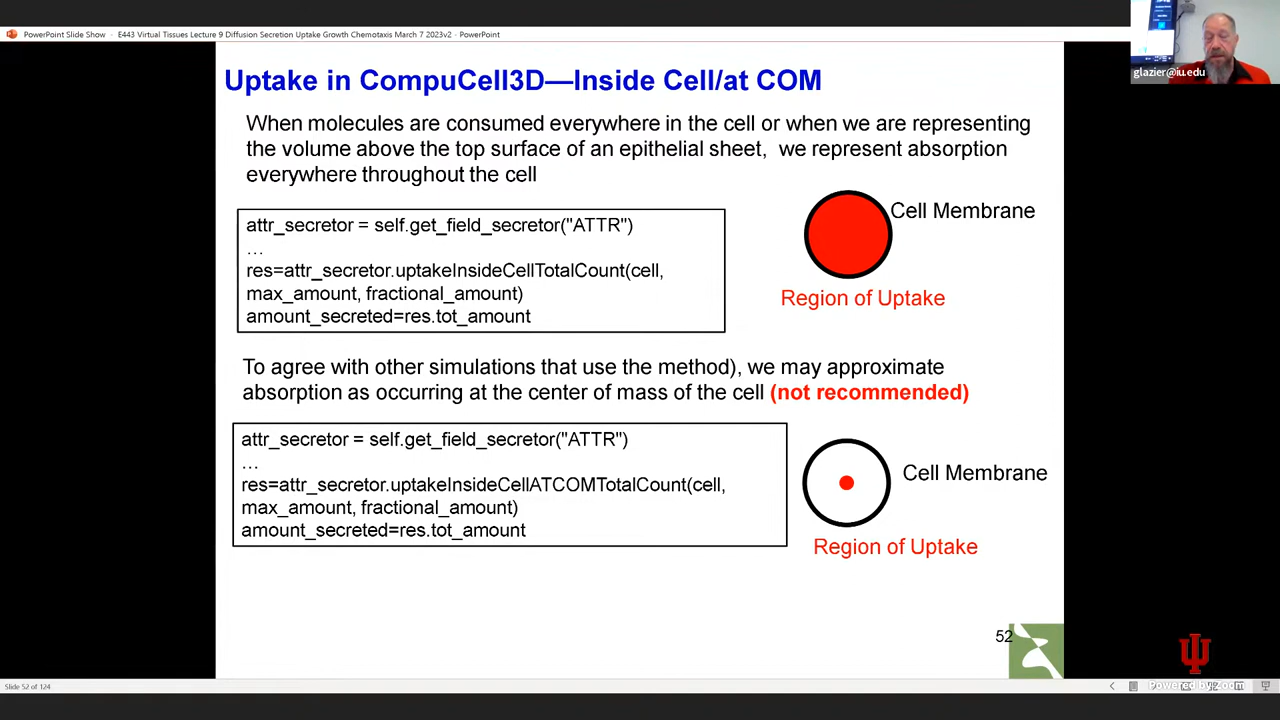 PowerPoint Slide Show - E443 Virtual Tissues Lecture 9 Diffusion Secretion Uptake Growth Chemotaxis March 7 2023v2 - PowerPoint
glazier@iu.edu
Uptake in CompuCell3D—Inside Cell/at COM
When molecules are consumed everywhere in the cell or when we are representing
the volume above the top surface of an epithelial sheet, we represent absorption
everywhere throughout the cell
attr_secretor = self.get_field_secretor("ATTR")
…
res=attr_secretor.uptakeInsideCellTotalCount(cell,
max_amount, fractional_amount)
amount_secreted=res.tot_amount
Cell Membrane
Region of Uptake
To agree with other simulations that use the method), we may approximate
absorption as occurring at the center of mass of the cell (not recommended)
attr_secretor = self.get_field_secretor("ATTR")
…
res=attr_secretor.uptakeInsideCellATCOMTotalCount(cell,
max_amount, fractional_amount)
amount_secreted=res.tot_amount
Cell Membrane
Region of Uptake
52
Slide 52 of 124
Powered by Zoom